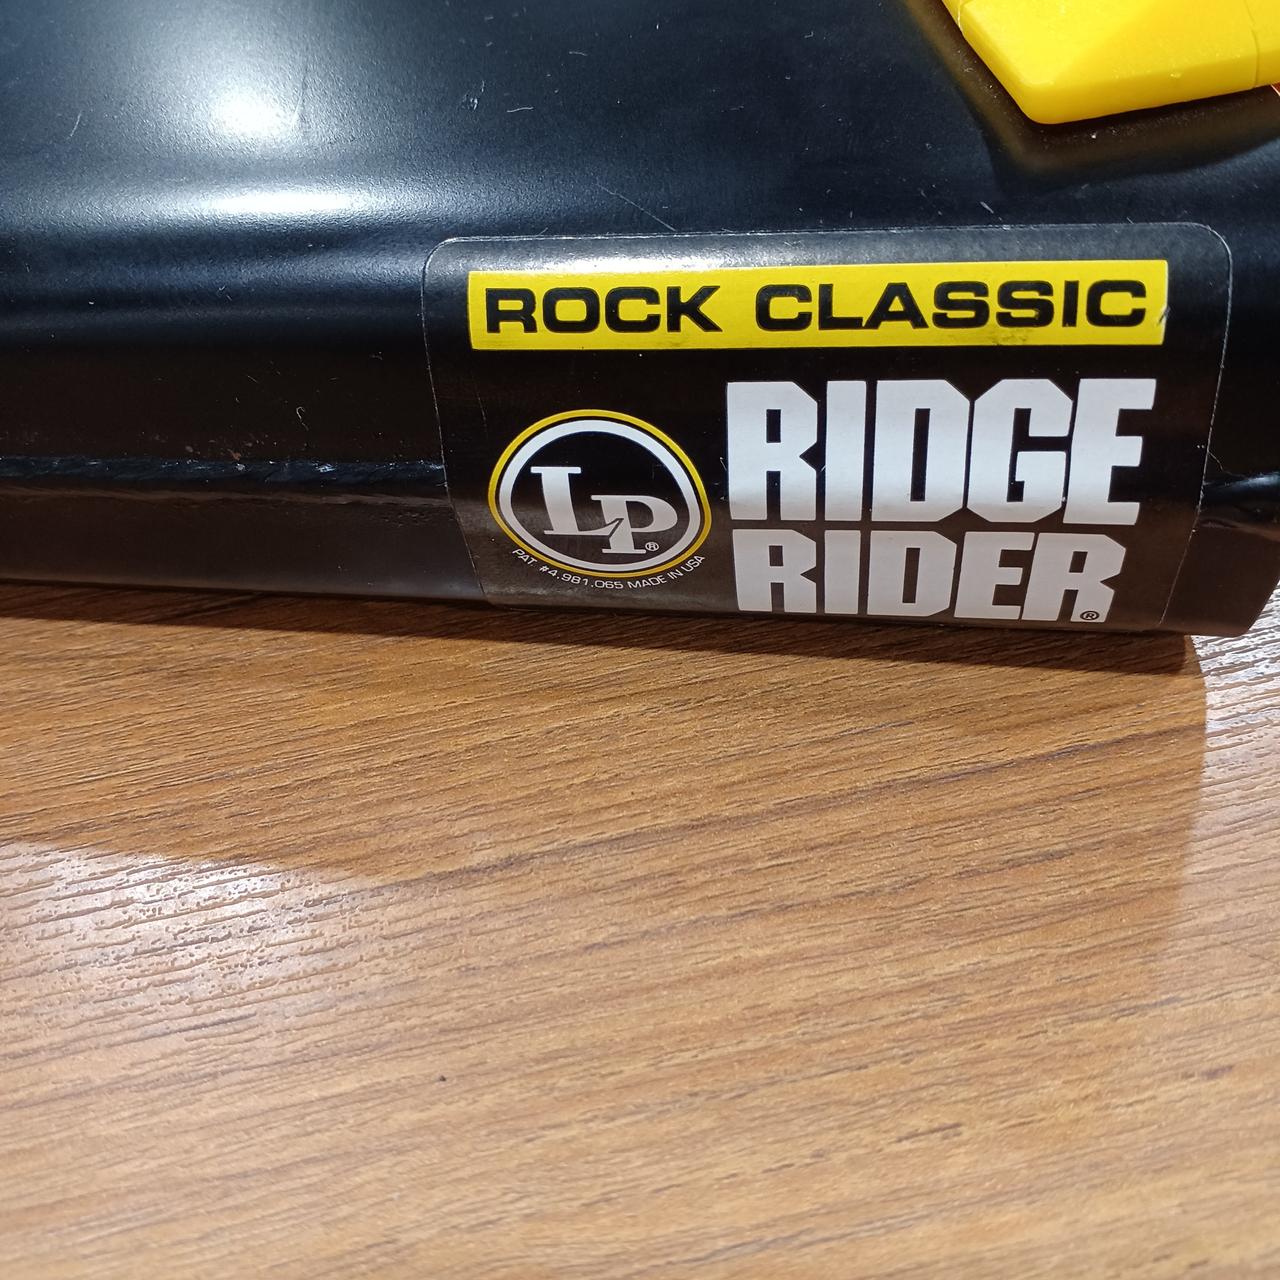 ROCK CLASSIC
RIDGE
RIDER®
LP®
PAT. #4,981,065 MADE IN USA